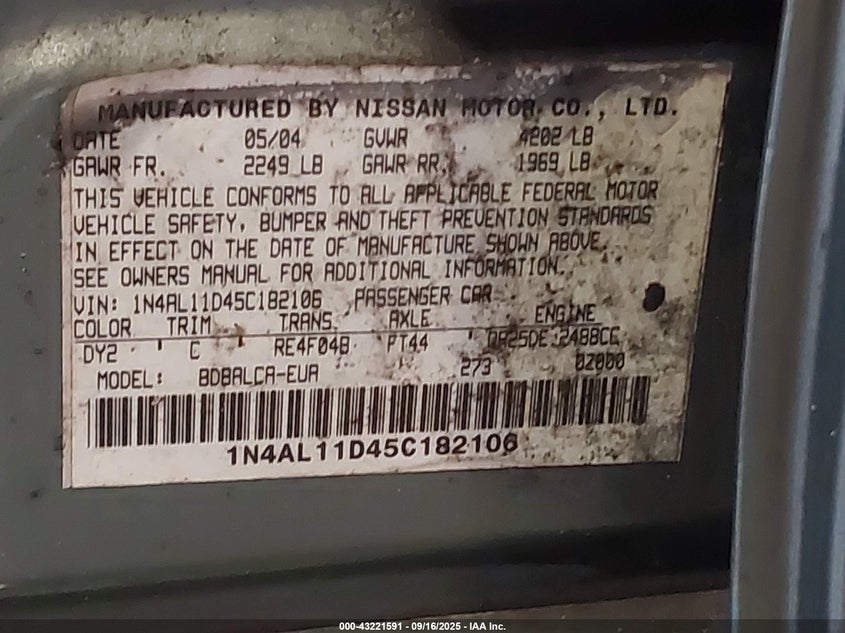 MANUFACTURED BY NISSAN MOTOR CO., LTD.
DATE 05/04 GVWR 4202 LB
GAWR FR. 2249 LB GAWR RR. 1969 LB
THIS VEHICLE CONFORMS TO ALL APPLICABLE FEDERAL MOTOR
VEHICLE SAFETY, BUMPER AND THEFT PREVENTION STANDARDS
IN EFFECT ON THE DATE OF MANUFACTURE SHOWN ABOVE.
SEE OWNERS MANUAL FOR ADDITIONAL INFORMATION.
VIN: 1N4AL11D45C182106 PASSENGER CAR
COLOR TRIM TRANS AXLE ENGINE
DY2 C RE4F04B PT44 QR25DE 2488CC
MODEL: BDBALCA-EUA 273 02000
1N4AL11D45C182106
000-43221591 - 09/16/2025 - IAA Inc.